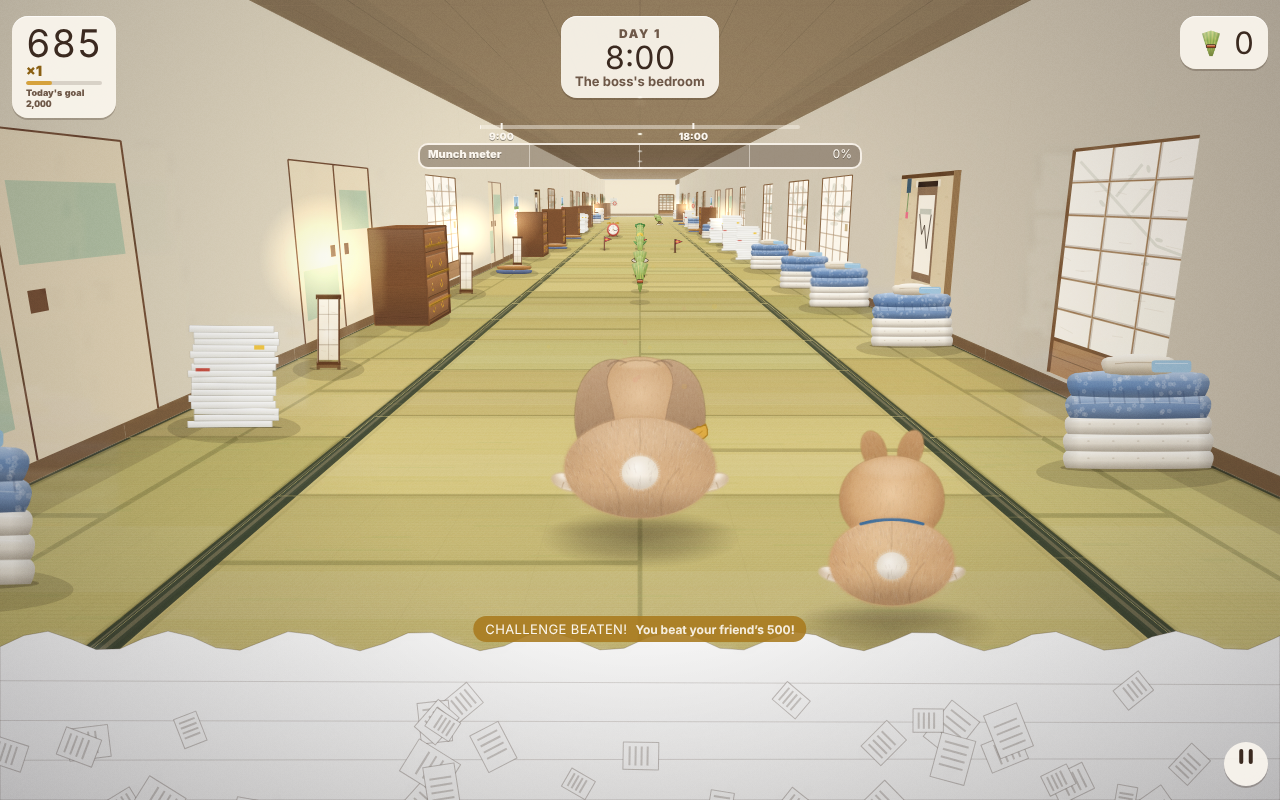 685
×1
Today's goal
2,000
DAY 1
8:00
The boss's bedroom
0
9:00
18:00
Munch meter
0%
CHALLENGE BEATEN! You beat your friend's 500!